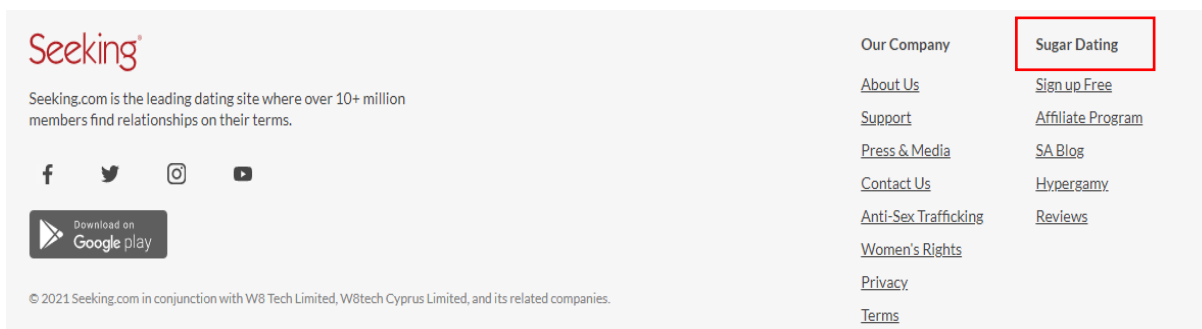 Seeking
Seeking.com is the leading dating site where over 10+ million
members find relationships on their terms.
Download on
Google play
© 2021 Seeking.com in conjunction with W8 Tech Limited, W8tech Cyprus Limited, and its related companies.
Our Company
About Us
Support
Press & Media
Contact Us
Anti-Sex Trafficking
Women's Rights
Privacy
Terms
Sugar Dating
Sign up Free
Affiliate Program
SA Blog
Hypergamy
Reviews